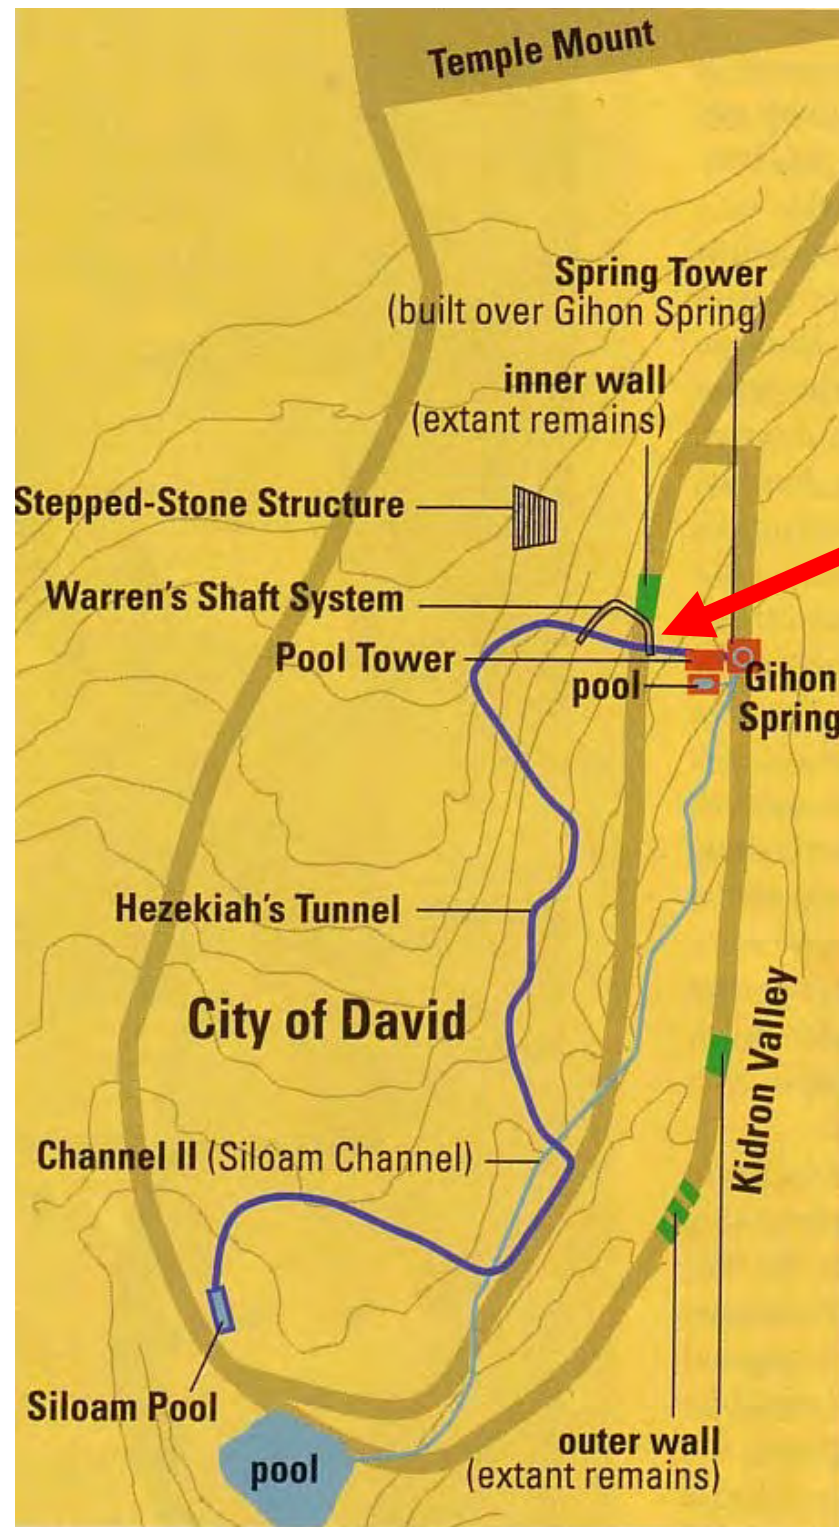 Temple Mount
Spring Tower
(built over Gihon Spring)
inner wall
(extant remains)
Stepped-Stone Structure
Warren's Shaft System
Pool Tower
pool
Gihon
Spring
Hezekiah's Tunnel
City of David
Kidron Valley
Channel II (Siloam Channel)
Siloam Pool
pool
outer wall
(extant remains)